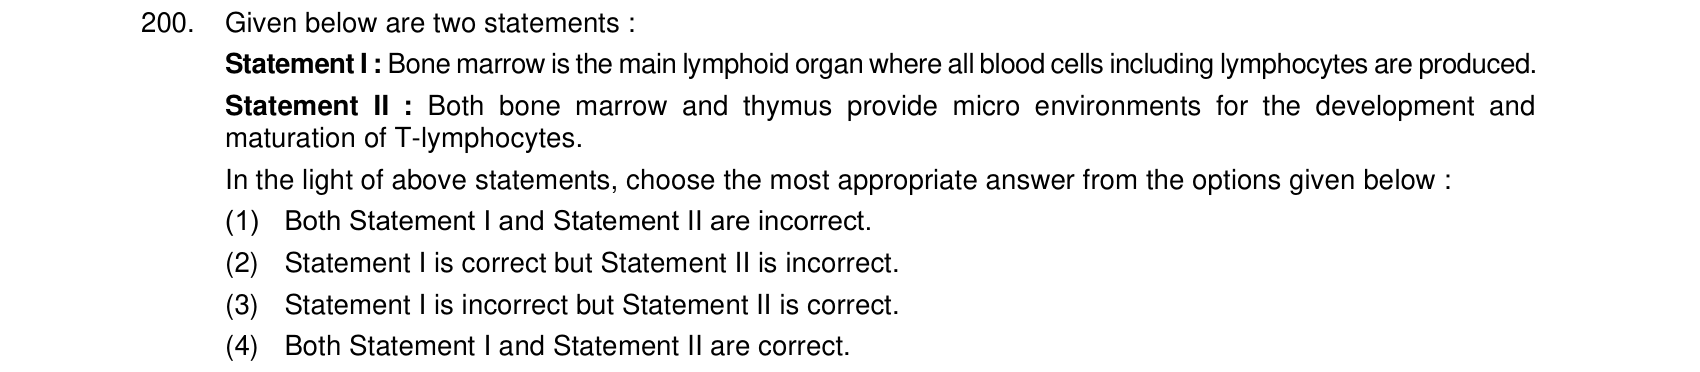 200. Given below are two statements :
Statement I : Bone marrow is the main lymphoid organ where all blood cells including lymphocytes are produced.
Statement II : Both bone marrow and thymus provide micro environments for the development and
maturation of T-lymphocytes.
In the light of above statements, choose the most appropriate answer from the options given below :
(1) Both Statement I and Statement II are incorrect.
(2) Statement I is correct but Statement II is incorrect.
(3) Statement I is incorrect but Statement II is correct.
(4) Both Statement I and Statement II are correct.